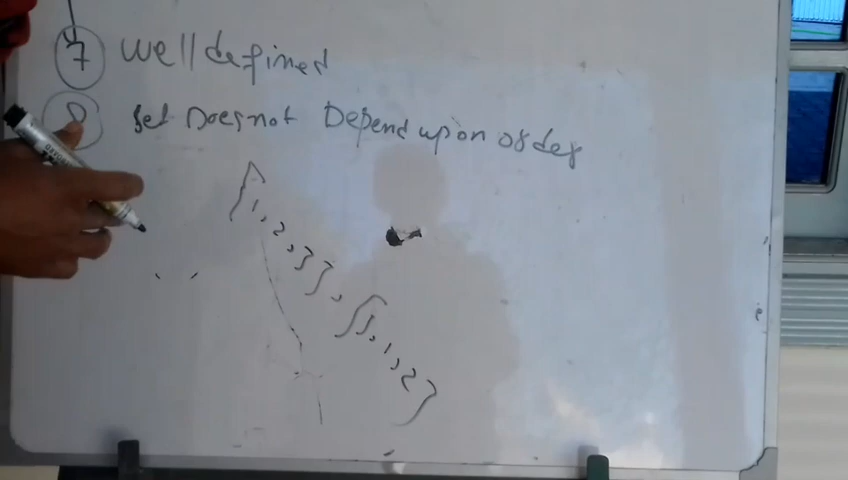 7 Well defined
8 Set Does not Depend upon order
{1, 2, 3}, {3, 1, 2}